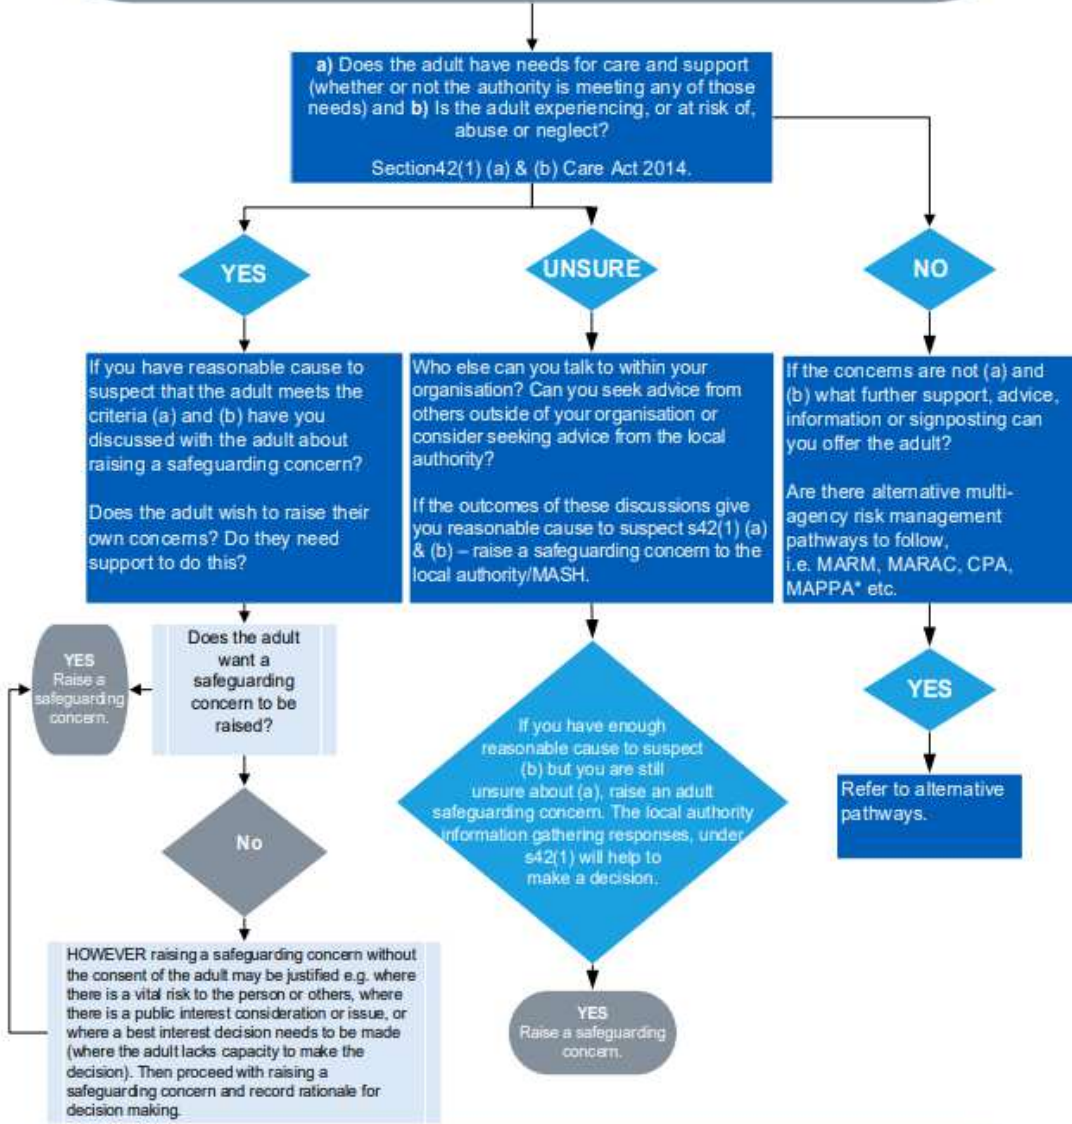 a) Does the adult have needs for care and support
(whether or not the authority is meeting any of those
needs) and b) Is the adult experiencing, or at risk of,
abuse or neglect?
Section42(1) (a) & (b) Care Act 2014.
YES
UNSURE
NO
If you have reasonable cause to
suspect that the adult meets the
criteria (a) and (b) have you
discussed with the adult about
raising a safeguarding concern?
Does the adult wish to raise their
own concerns? Do they need
support to do this?
Who else can you talk to within your
organisation? Can you seek advice from
others outside of your organisation or
consider seeking advice from the local
authority?
If the outcomes of these discussions give
you reasonable cause to suspect s42(1) (a)
& (b) – raise a safeguarding concern to the
local authority/MASH.
If the concerns are not (a) and
(b) what further support, advice,
information or signposting can
you offer the adult?
Are there alternative multi-
agency risk management
pathways to follow,
i.e. MARM, MARAC, CPA,
MAPPA* etc.
YES
Raise a
safeguarding
concern.
Does the adult
want a
safeguarding
concern to be
raised?
No
HOWEVER raising a safeguarding concern without
the consent of the adult may be justified e.g. where
there is a vital risk to the person or others, where
there is a public interest consideration or issue, or
where a best interest decision needs to be made
(where the adult lacks capacity to make the
decision). Then proceed with raising a
safeguarding concern and record rationale for
decision making.
If you have enough
reasonable cause to suspect
(b) but you are still
unsure about (a), raise an adult
safeguarding concern. The local authority
information gathering responses, under
s42(1) will help to
make a decision.
YES
Raise a safeguarding
concern.
YES
Refer to alternative
pathways.